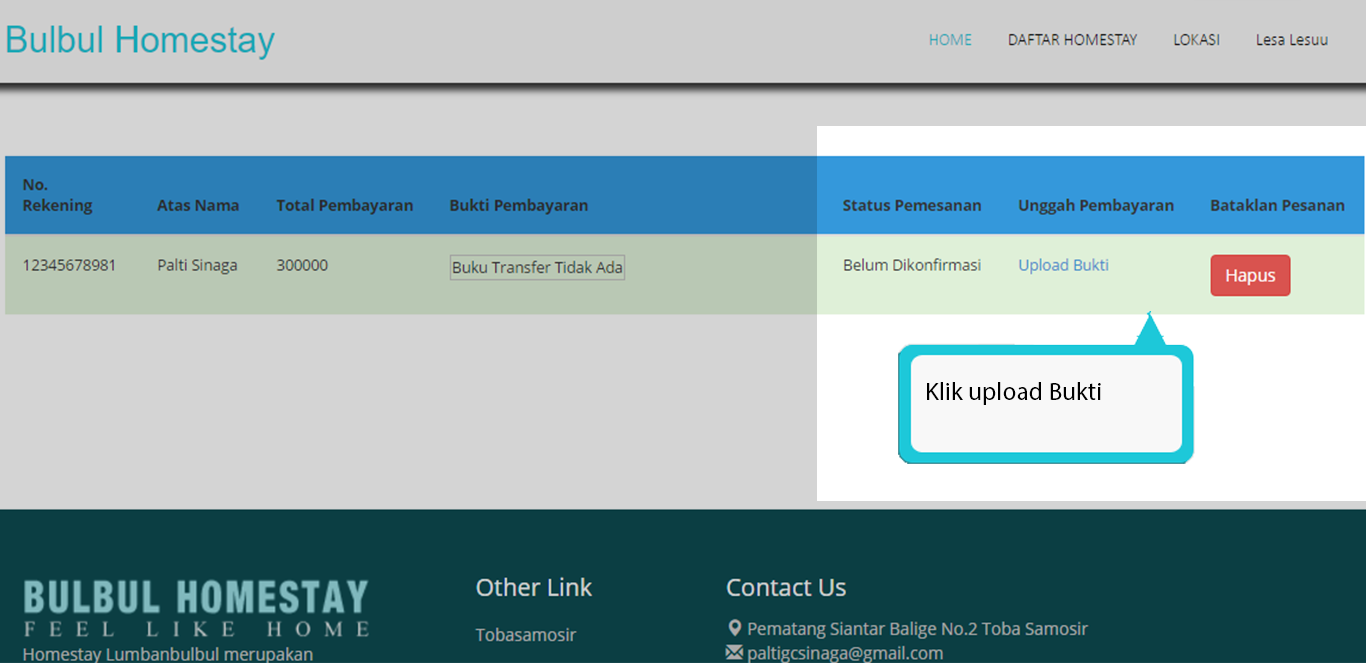 Bulbul Homestay
HOME DAFTAR HOMESTAY LOKASI Lesa Lesuu
No. Rekening Atas Nama Total Pembayaran Bukti Pembayaran Status Pemesanan Unggah Pembayaran Bataklan Pesanan
12345678981 Palti Sinaga 300000 Buku Transfer Tidak Ada Belum Dikonfirmasi Upload Bukti Hapus
Klik upload Bukti
BULBUL HOMESTAY
FEEL LIKE HOME
Homestay Lumbanbulbul merupakan
Other Link
Tobasamosir
Contact Us
Pematang Siantar Balige No.2 Toba Samosir
paltigcsinaga@gmail.com